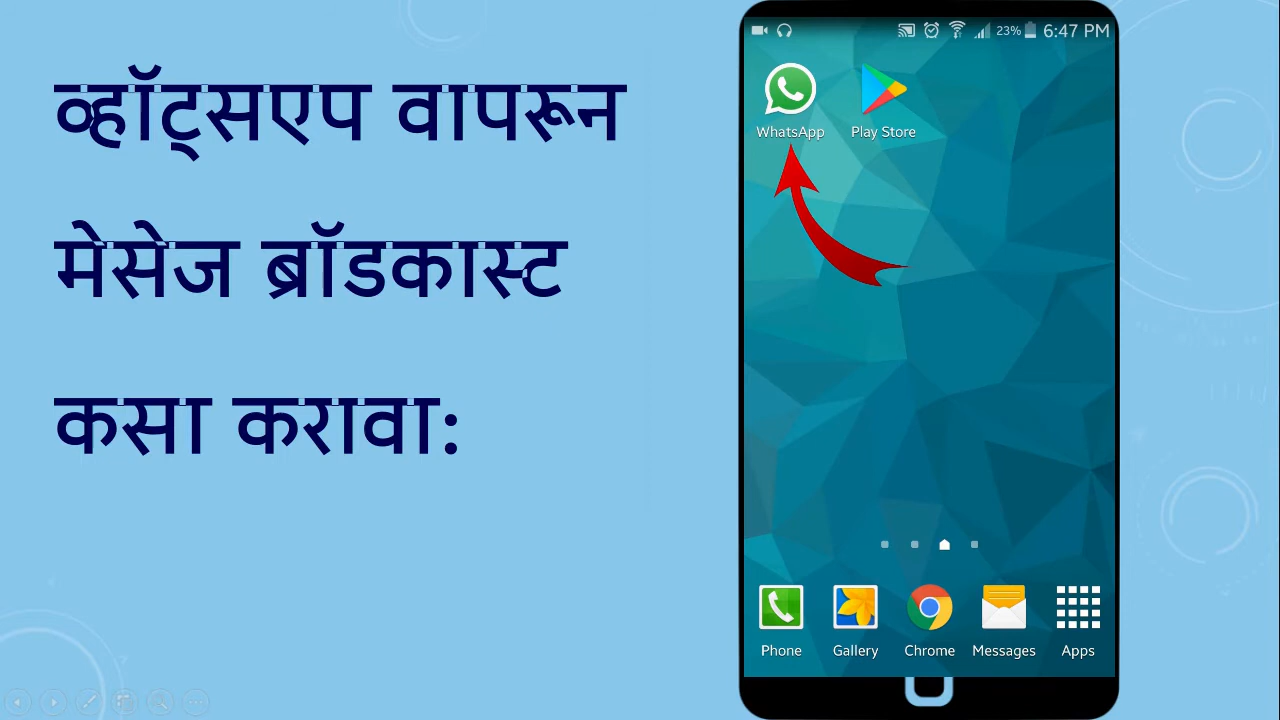 व्हॉट्सएप वापरून
मेसेज ब्रॉडकास्ट
कसा करावा:
23% 6:47 PM
WhatsApp Play Store
Phone Gallery Chrome Messages Apps